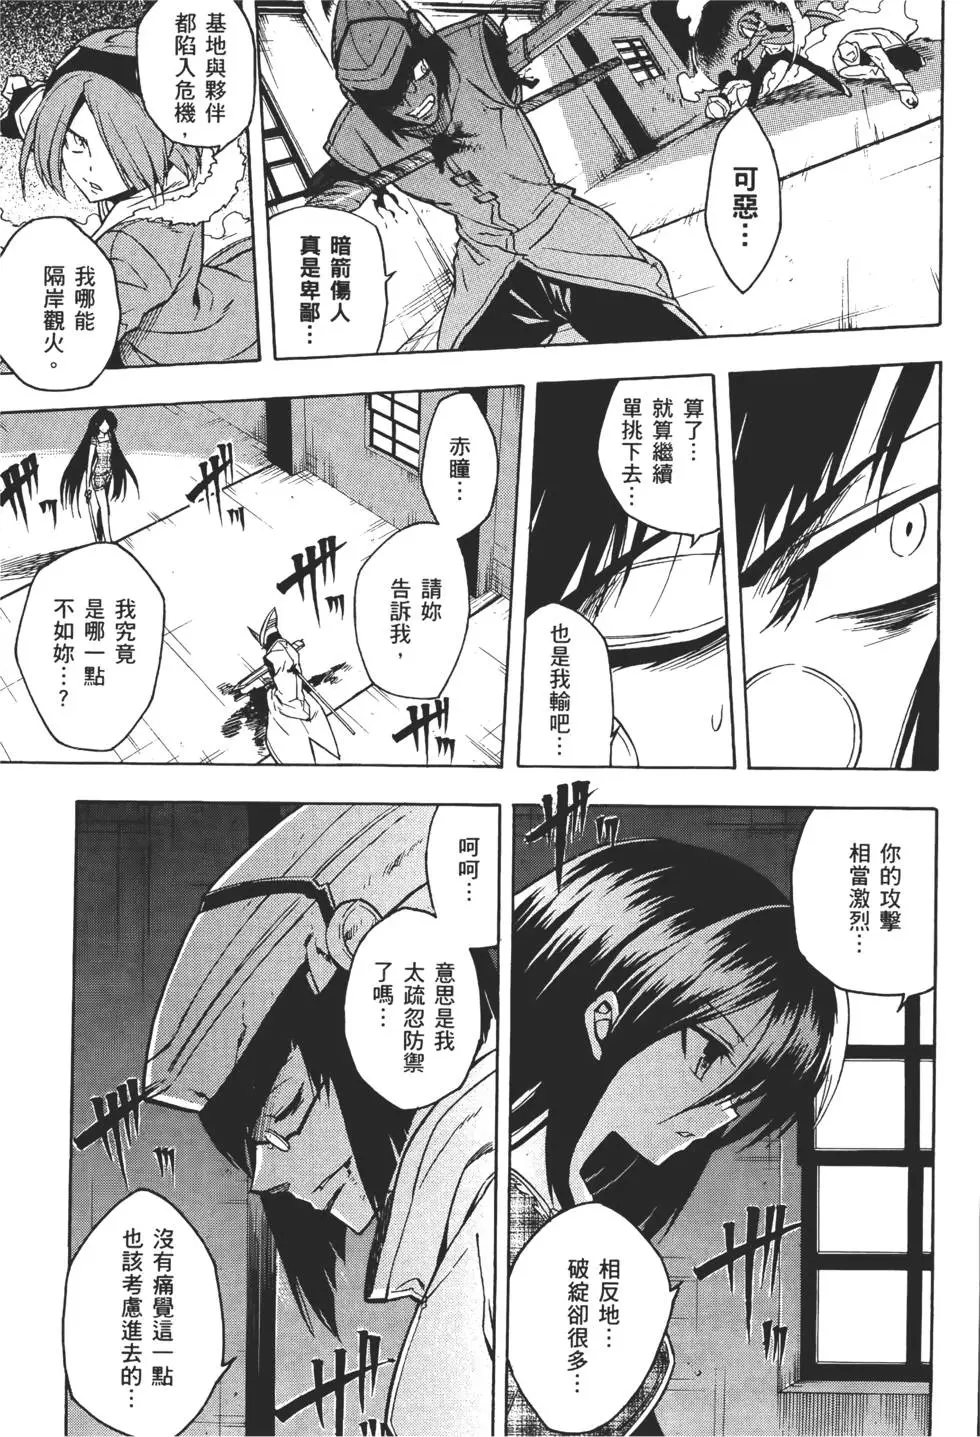 可惡…
暗箭傷人
真是卑鄙…
基地與夥伴
都陷入危機，
我哪能
隔岸觀火。
算了…
就算繼續
單挑下去…
也是我輸吧…
赤瞳…
請妳
告訴我，
我究竟
是哪一點
不如妳…？
你的攻擊
相當激烈…
相反地…
破綻卻很
多…
呵呵…
意思是我
太疏忽防禦
了嗎…
沒有痛覺這一點
也該考慮進去的…